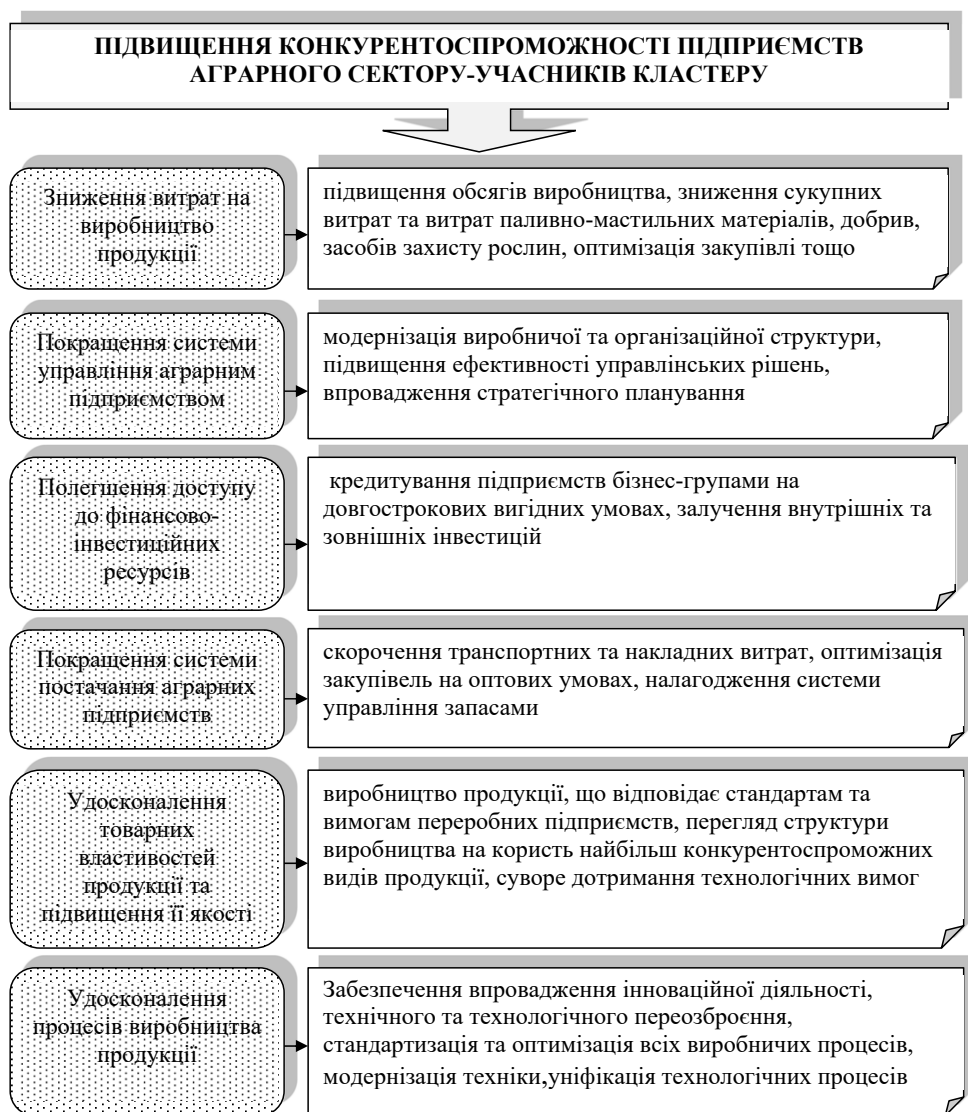 ПІДВИЩЕННЯ КОНКУРЕНТОСПРОМОЖНОСТІ ПІДПРИЄМСТВ
АГРАРНОГО СЕКТОРУ-УЧАСНИКІВ КЛАСТЕРУ
Зниження витрат на
виробництво
продукції
підвищення обсягів виробництва, зниження сукупних
витрат та витрат паливно-мастильних матеріалів, добрив,
засобів захисту рослин, оптимізація закупівлі тощо
Покращення системи
управління аграрним
підприємством
модернізація виробничої та організаційної структури,
підвищення ефективності управлінських рішень,
впровадження стратегічного планування
Полегшення доступу
до фінансово-
інвестиційних
ресурсів
кредитування підприємств бізнес-групами на
довгострокових вигідних умовах, залучення внутрішніх та
зовнішніх інвестицій
Покращення системи
постачання аграрних
підприємств
скорочення транспортних та накладних витрат, оптимізація
закупівель на оптових умовах, налагодження системи
управління запасами
Удосконалення
товарних
властивостей
продукції та
підвищення її якості
виробництво продукції, що відповідає стандартам та
вимогам переробних підприємств, перегляд структури
виробництва на користь найбільш конкурентоспроможних
видів продукції, суворе дотримання технологічних вимог
Удосконалення
процесів виробництва
продукції
Забезпечення впровадження інноваційної діяльності,
технічного та технологічного переозброєння,
стандартизація та оптимізація всіх виробничих процесів,
модернізація техніки,уніфікація технологічних процесів